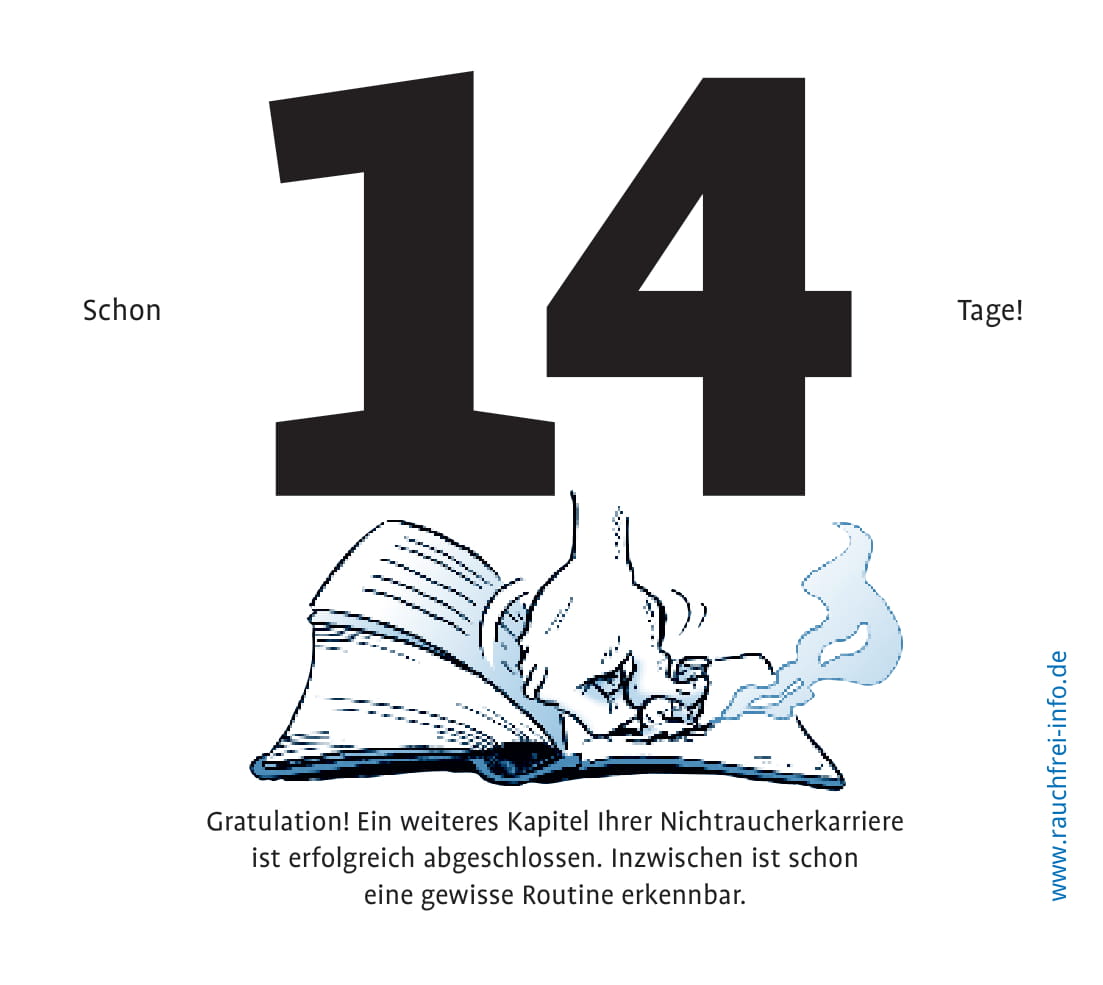 14
Schon
Tage!
Gratulation! Ein weiteres Kapitel Ihrer Nichtraucherkarriere
ist erfolgreich abgeschlossen. Inzwischen ist schon
eine gewisse Routine erkennbar.
www.rauchfrei-info.de